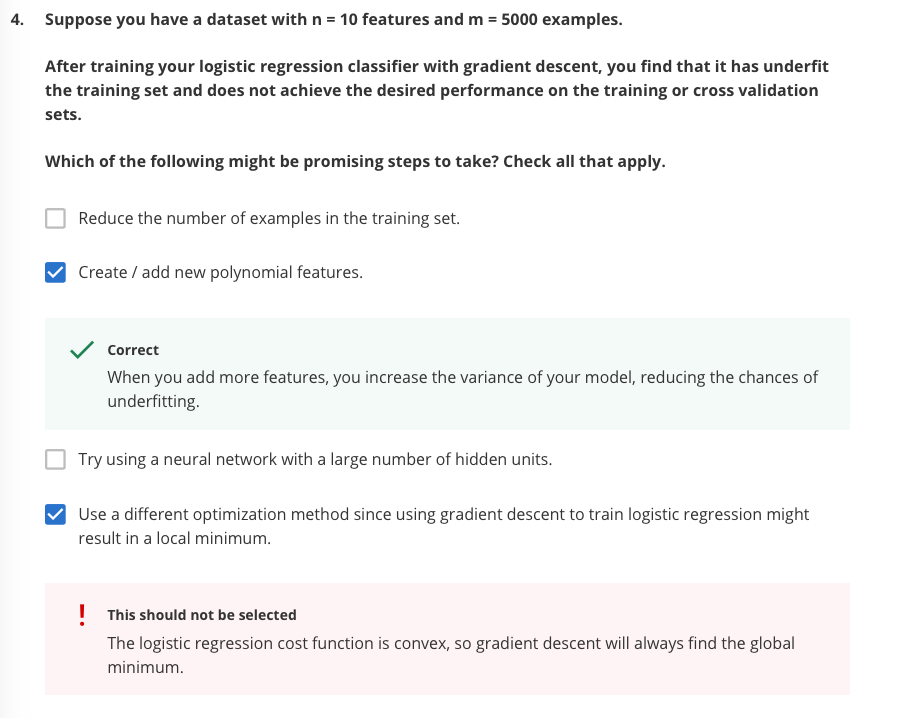 4. Suppose you have a dataset with n = 10 features and m = 5000 examples.
After training your logistic regression classifier with gradient descent, you find that it has underfit
the training set and does not achieve the desired performance on the training or cross validation
sets.
Which of the following might be promising steps to take? Check all that apply.
Reduce the number of examples in the training set.
Create / add new polynomial features.
Correct
When you add more features, you increase the variance of your model, reducing the chances of
underfitting.
Try using a neural network with a large number of hidden units.
Use a different optimization method since using gradient descent to train logistic regression might
result in a local minimum.
! This should not be selected
The logistic regression cost function is convex, so gradient descent will always find the global
minimum.